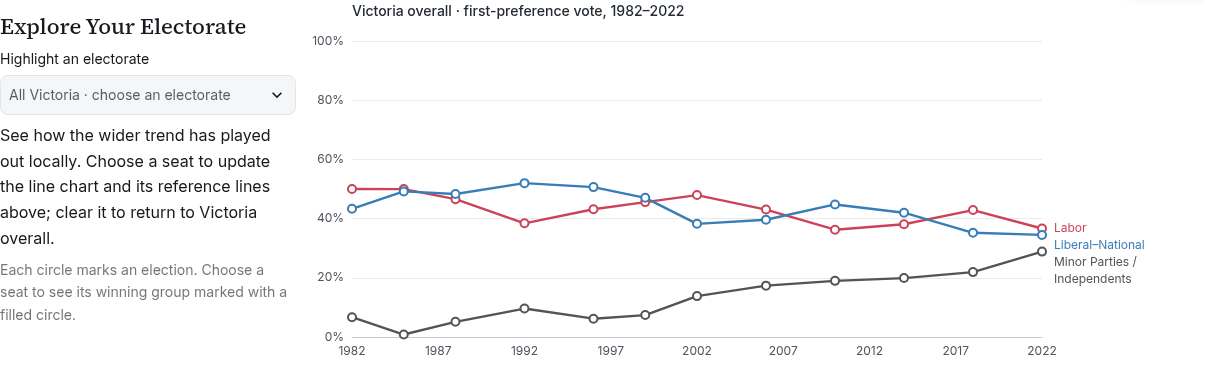 Explore Your Electorate
Highlight an electorate
All Victoria · choose an electorate
See how the wider trend has played
out locally. Choose a seat to update
the line chart and its reference lines
above; clear it to return to Victoria
overall.
Each circle marks an election. Choose a
seat to see its winning group marked with a
filled circle.
Victoria overall · first-preference vote, 1982–2022
100%
80%
60%
40%
20%
0%
1982 1987 1992 1997 2002 2007 2012 2017 2022
Labor
Liberal–National
Minor Parties /
Independents